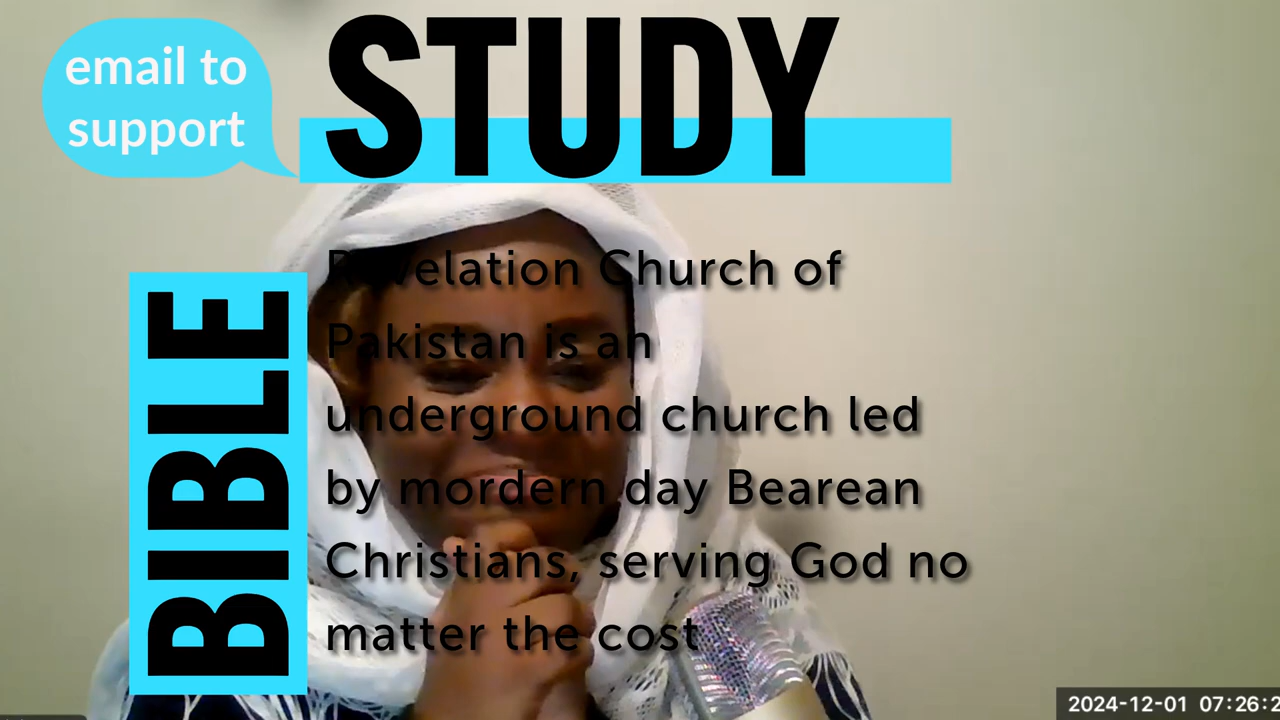 email to
support
STUDY
BIBLE
Revelation Church of
Pakistan is an
underground church led
by mordern day Bearean
Christians, serving God no
matter the cost
2024-12-01 07:26:2